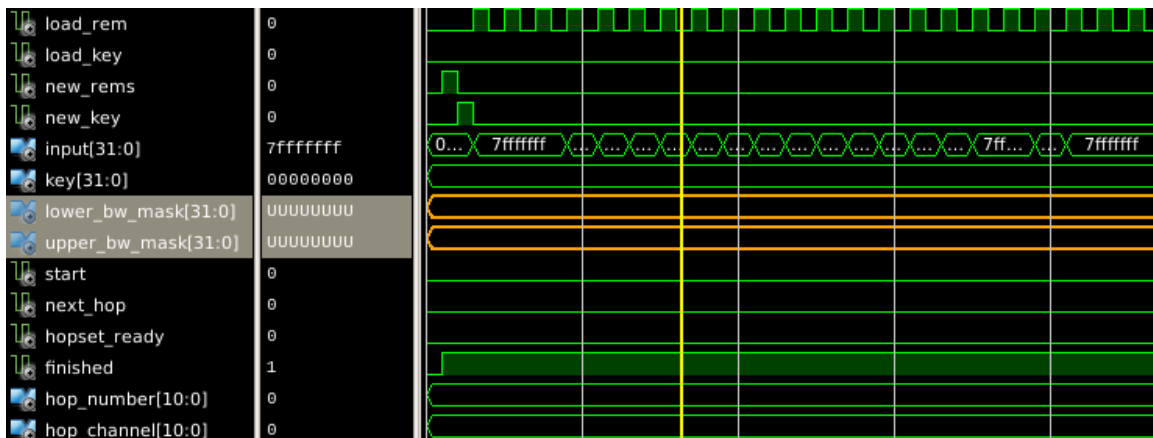 load_rem 0
load_key 0
new_rems 0
new_key 0
input[31:0] 7fffffff 0... 7fffffff ... ... ... ... ... ... ... ... ... ... ... ... 7ff... ... 7fffffff
key[31:0] 00000000
lower_bw_mask[31:0] UUUUUUUU
upper_bw_mask[31:0] UUUUUUUU
start 0
next_hop 0
hopset_ready 0
finished 1
hop_number[10:0] 0
hop_channel[10:0] 0